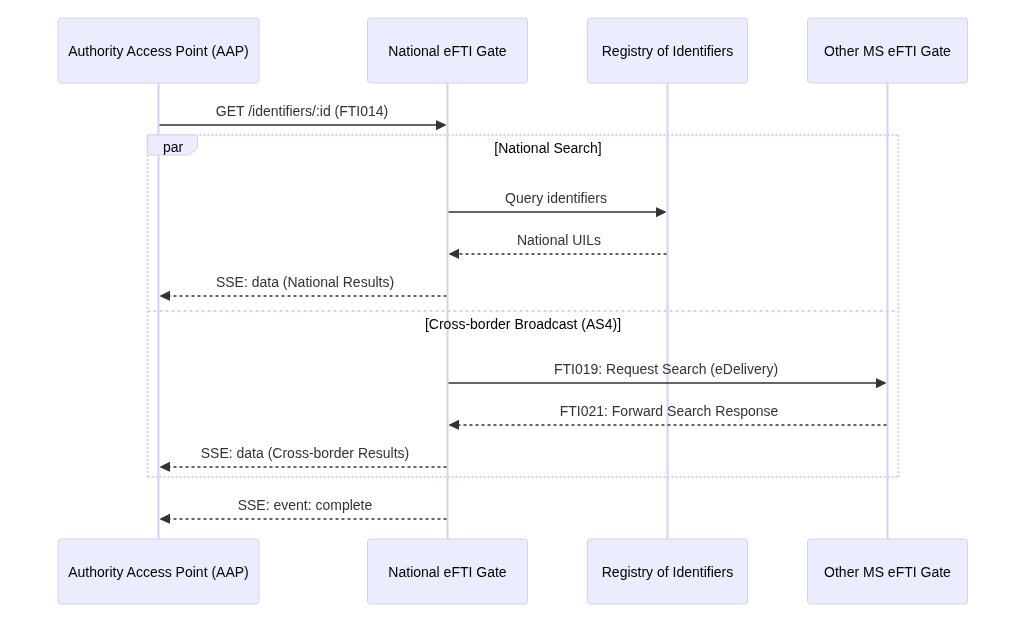 Authority Access Point (AAP)
National eFTI Gate
Registry of Identifiers
Other MS eFTI Gate
GET /identifiers/:id (FTI014)
par
[National Search]
Query identifiers
National UILs
SSE: data (National Results)
[Cross-border Broadcast (AS4)]
FTI019: Request Search (eDelivery)
FTI021: Forward Search Response
SSE: data (Cross-border Results)
SSE: event: complete
Authority Access Point (AAP)
National eFTI Gate
Registry of Identifiers
Other MS eFTI Gate